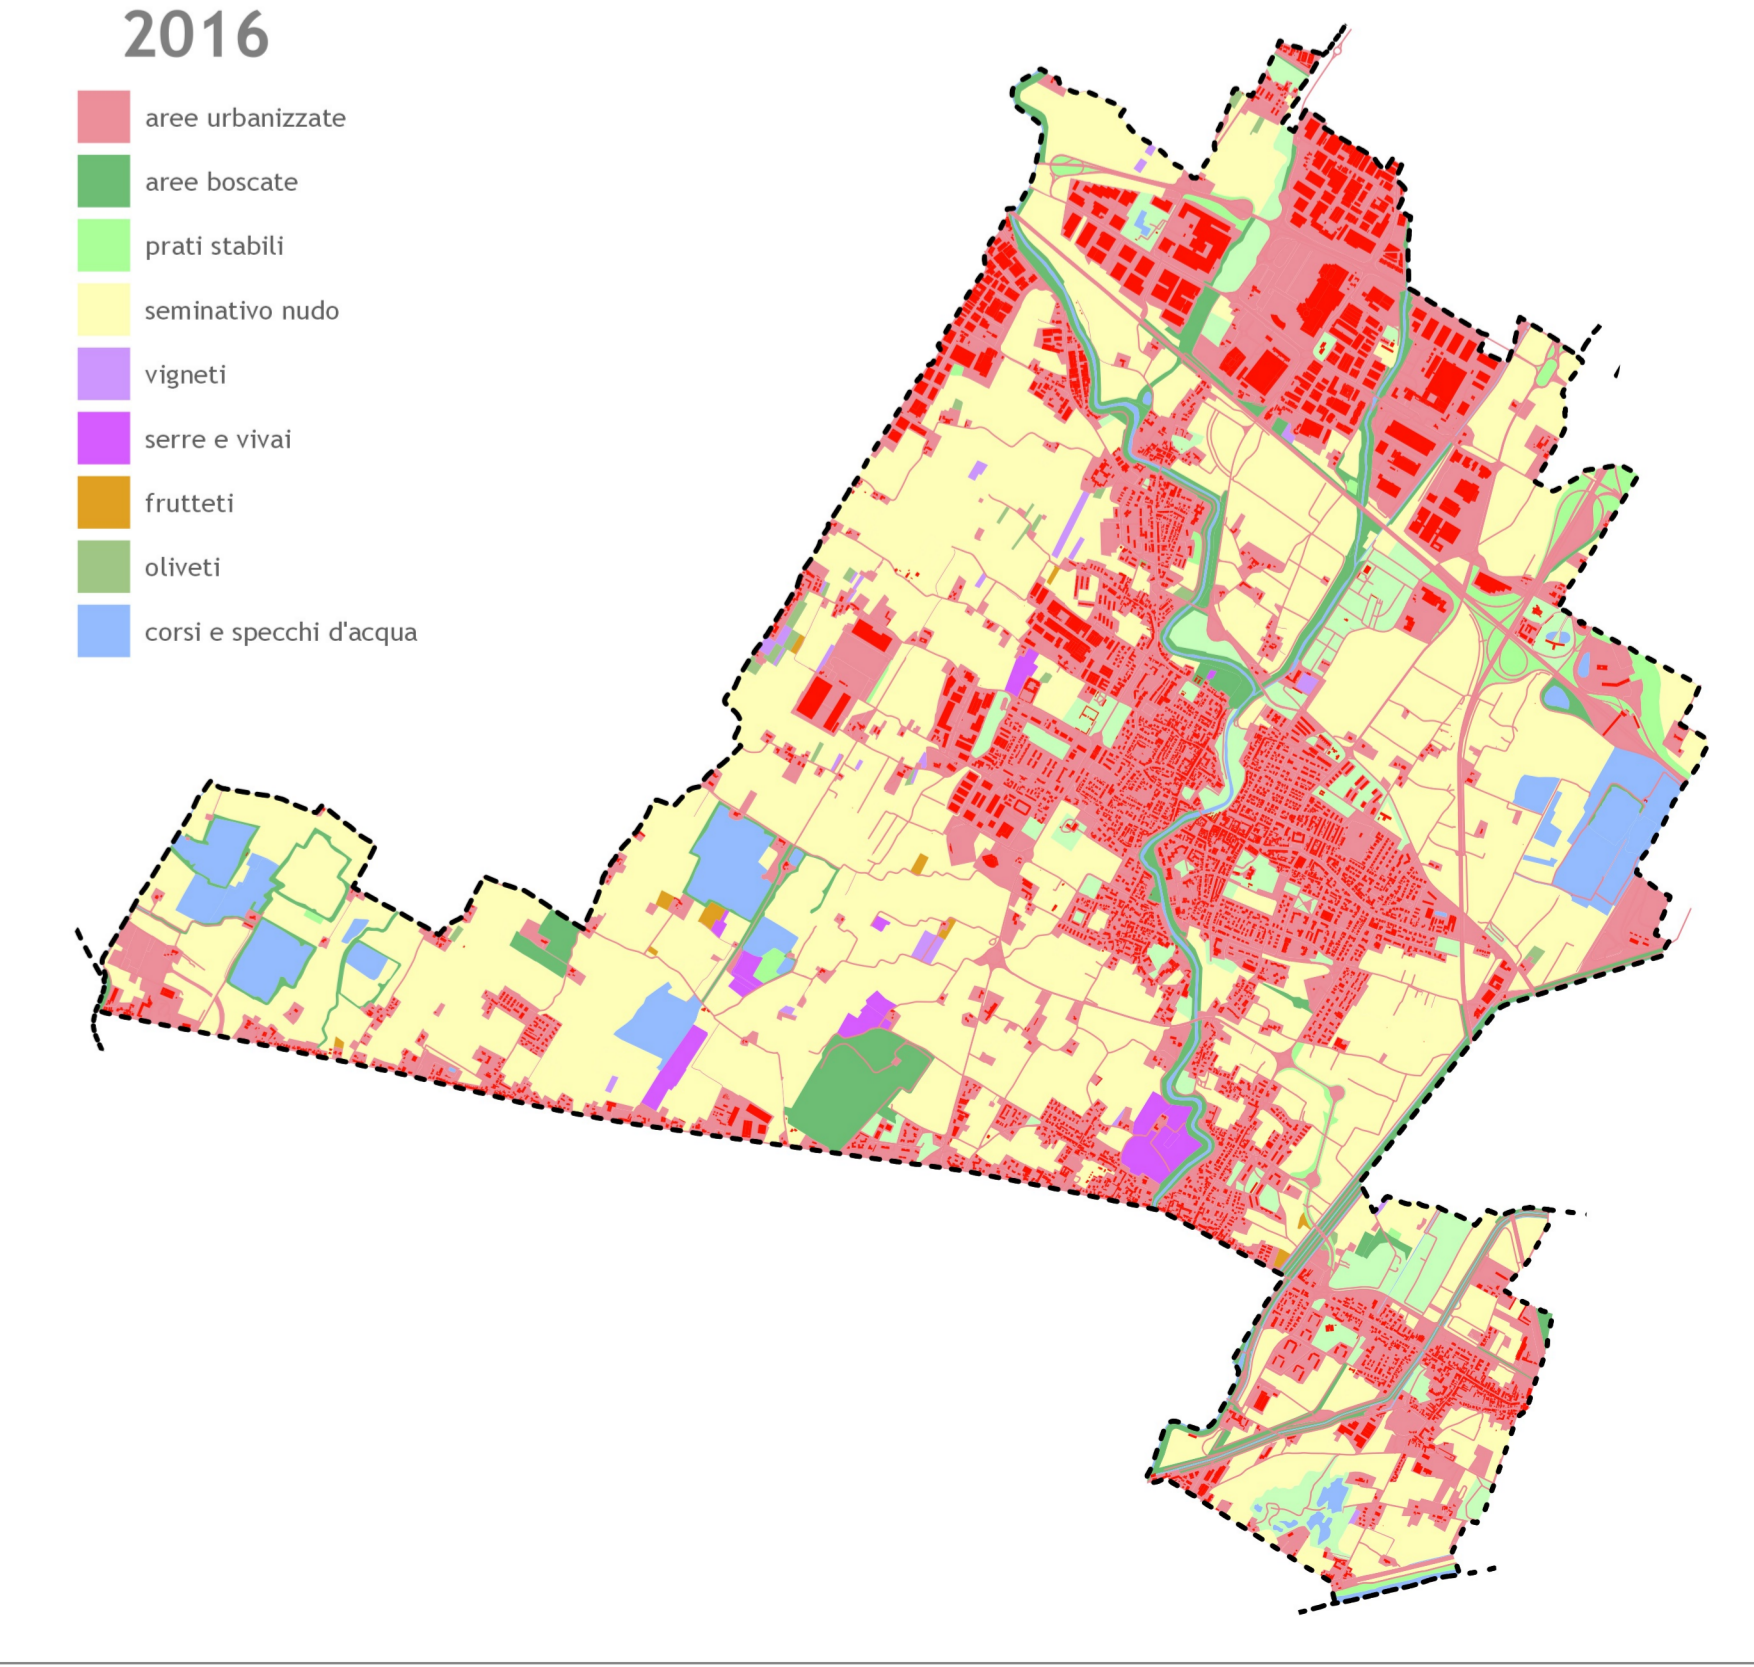 2016
aree urbanizzate
aree boscate
prati stabili
seminativo nudo
vigneti
serre e vivai
frutteti
oliveti
corsi e specchi d'acqua